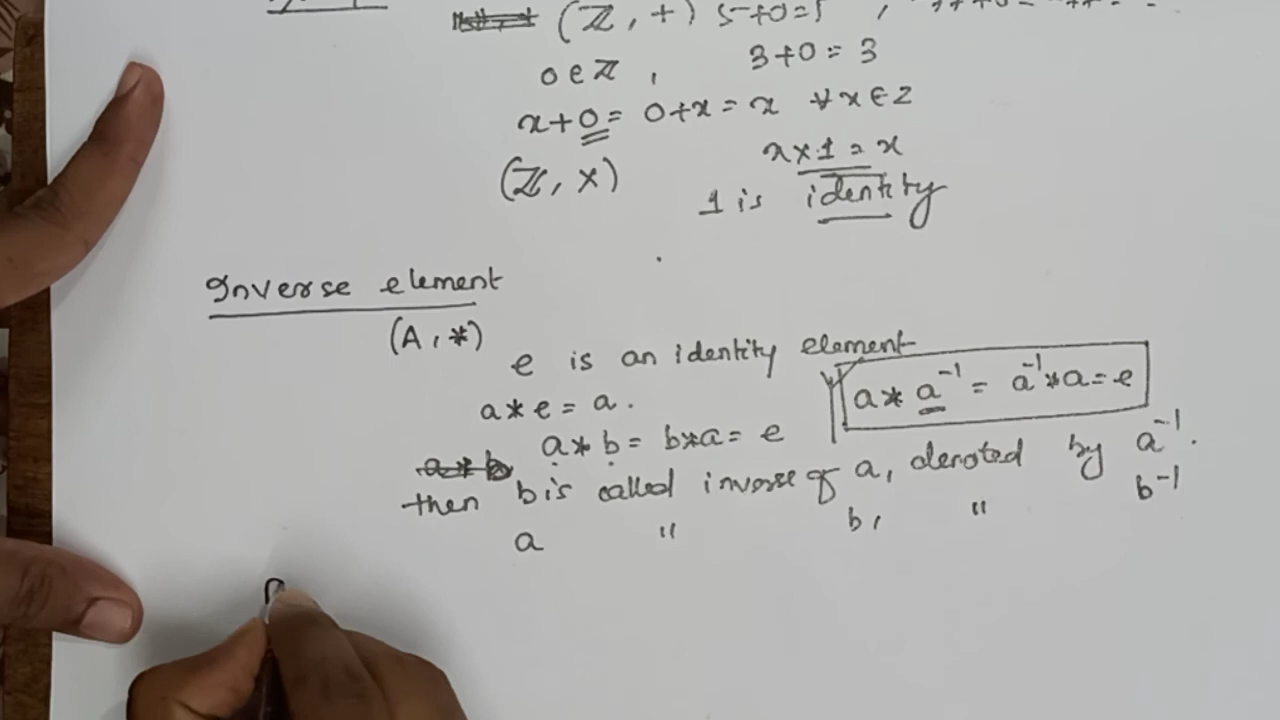 (ℤ, +) 5+0=5 ,
0 ∈ ℤ , 3+0 = 3
x+0 = 0+x = x ∀ x ∈ Z
(ℤ, ×) x×1 = x
1 is identity
Inverse element
(A, *)
e is an identity element
a * e = a . a * a⁻¹ = a⁻¹ * a = e
a * b = b * a = e
then b is called inverse of a, denoted by a⁻¹.
a " b, " b⁻¹